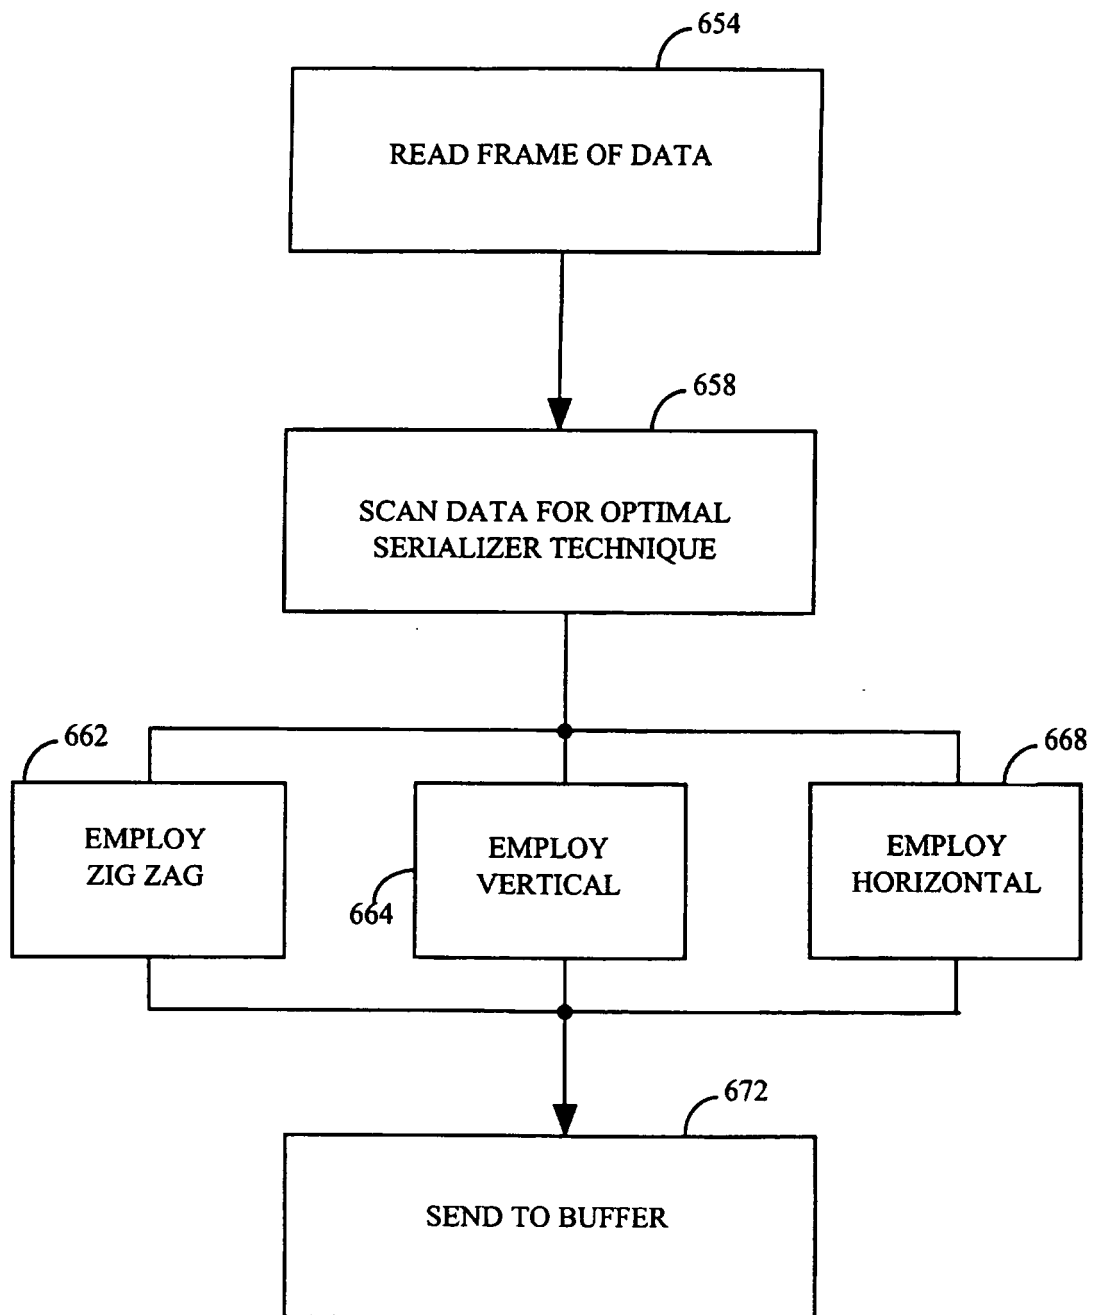 654
READ FRAME OF DATA
658
SCAN DATA FOR OPTIMAL
SERIALIZER TECHNIQUE
662
EMPLOY
ZIG ZAG
664
EMPLOY
VERTICAL
668
EMPLOY
HORIZONTAL
672
SEND TO BUFFER